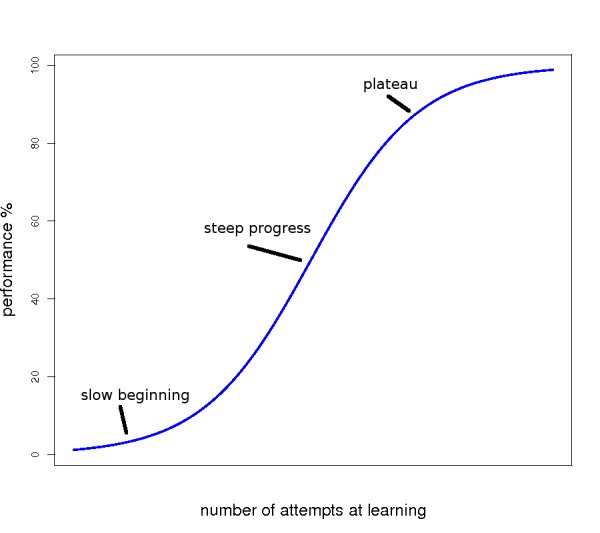 100
plateau
80
steep progress
60
performance %
40
20
slow beginning
0
number of attempts at learning